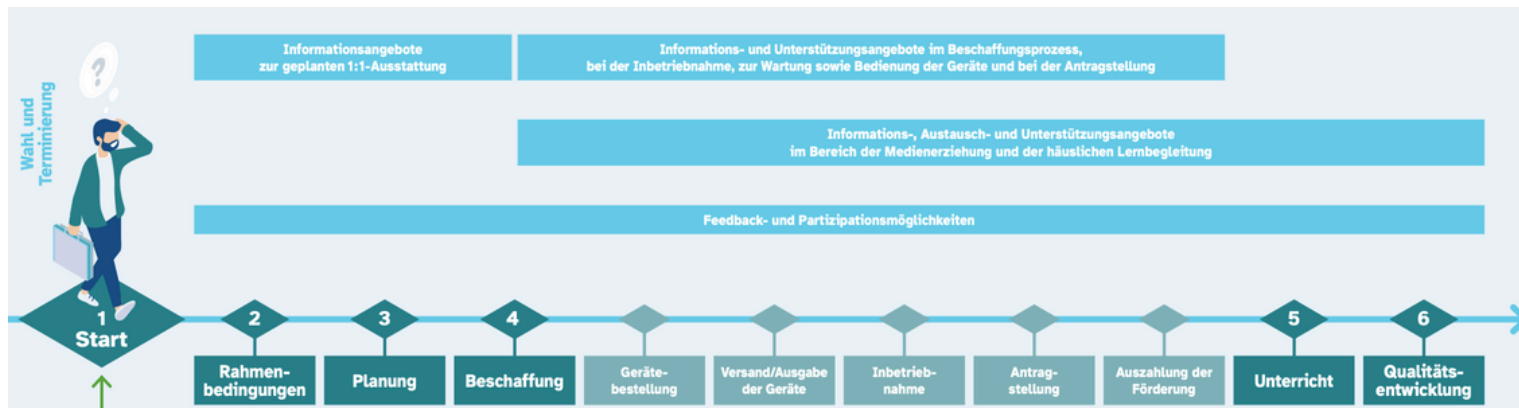 Wahl und
Terminierung
?
Informationsangebote
zur geplanten 1:1-Ausstattung
Informations- und Unterstützungsangebote im Beschaffungsprozess,
bei der Inbetriebnahme, zur Wartung sowie Bedienung der Geräte und bei der Antragstellung
Informations-, Austausch- und Unterstützungsangebote
im Bereich der Medienerziehung und der häuslichen Lernbegleitung
Feedback- und Partizipationsmöglichkeiten
1
Start
2
Rahmen-
bedingungen
3
Planung
4
Beschaffung
Geräte-
bestellung
Versand/Ausgabe
der Geräte
Inbetrieb-
nahme
Antrag-
stellung
Auszahlung der
Förderung
5
Unterricht
6
Qualitäts-
entwicklung